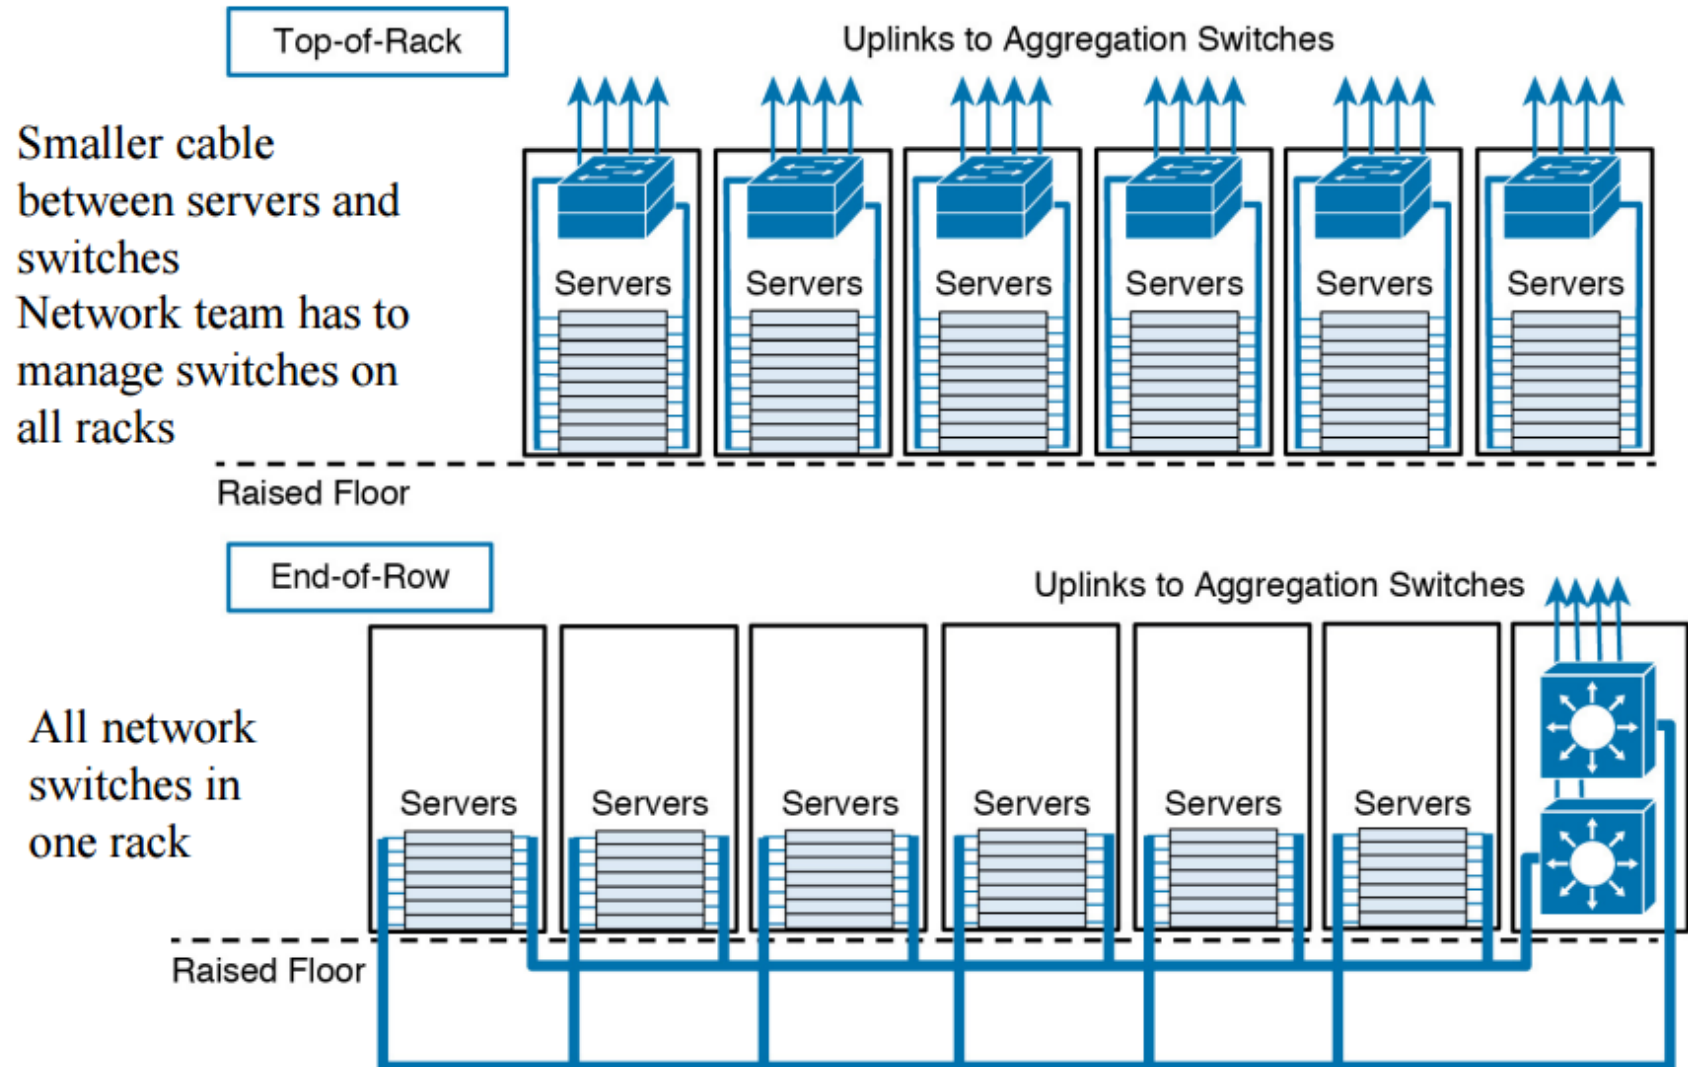 Top-of-Rack
Uplinks to Aggregation Switches
Smaller cable
between servers and
switches
Network team has to
manage switches on
all racks
Servers
Servers
Servers
Servers
Servers
Servers
Raised Floor
End-of-Row
Uplinks to Aggregation Switches
All network
switches in
one rack
Servers
Servers
Servers
Servers
Servers
Servers
Raised Floor